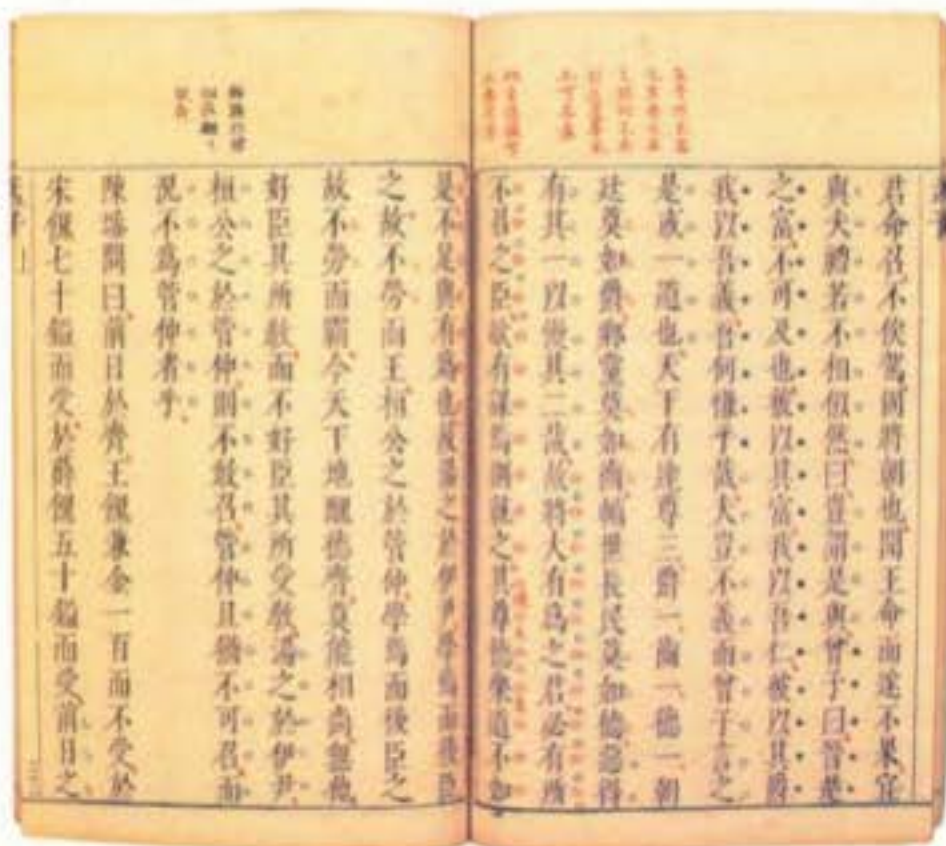 君命召、不俟駕、固將朝也、聞王命而遂不果、宜
與夫禮若不相似然、曰、豈謂是與、曾子曰、晉楚
之富、不可及也、彼以其富、我以吾仁、彼以其爵
我以吾義、吾何慊乎哉、夫豈不義而曾子言之
是或一道也、天下有達尊三、爵一、齒一、德一、朝
廷莫如爵、鄉黨莫如齒、輔世長民莫如德、惡得
有其一以慢其二哉、故將大有爲之君、必有所
不召之臣、欲有謀焉則就之、其尊德樂道、不如
是、不足與有爲也、故湯之於伊尹、學焉而後臣
之、故不勞而王、桓公之於管仲、學焉而後臣之
故不勞而霸、今天下地醜德齊、莫能相尚、無他、
好臣其所教、而不好臣其所受教、湯之於伊尹、
桓公之於管仲、則不敢召、管仲且猶不可召、而
況不爲管仲者乎、
陳臻問曰、前日於齊、王餽兼金一百而不受、於
宋餽七十鎰而受、於薛餽五十鎰而受、前日之